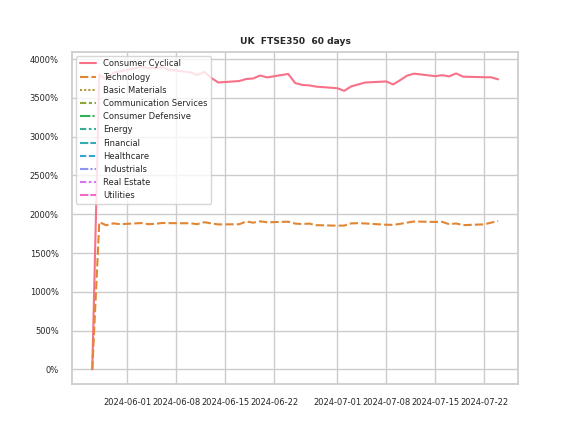 UK FTSE350 60 days
4000%
3500%
3000%
2500%
2000%
1500%
1000%
500%
0%
Consumer Cyclical
Technology
Basic Materials
Communication Services
Consumer Defensive
Energy
Financial
Healthcare
Industrials
Real Estate
Utilities
2024-06-01 2024-06-08 2024-06-15 2024-06-22 2024-07-01 2024-07-08 2024-07-15 2024-07-22